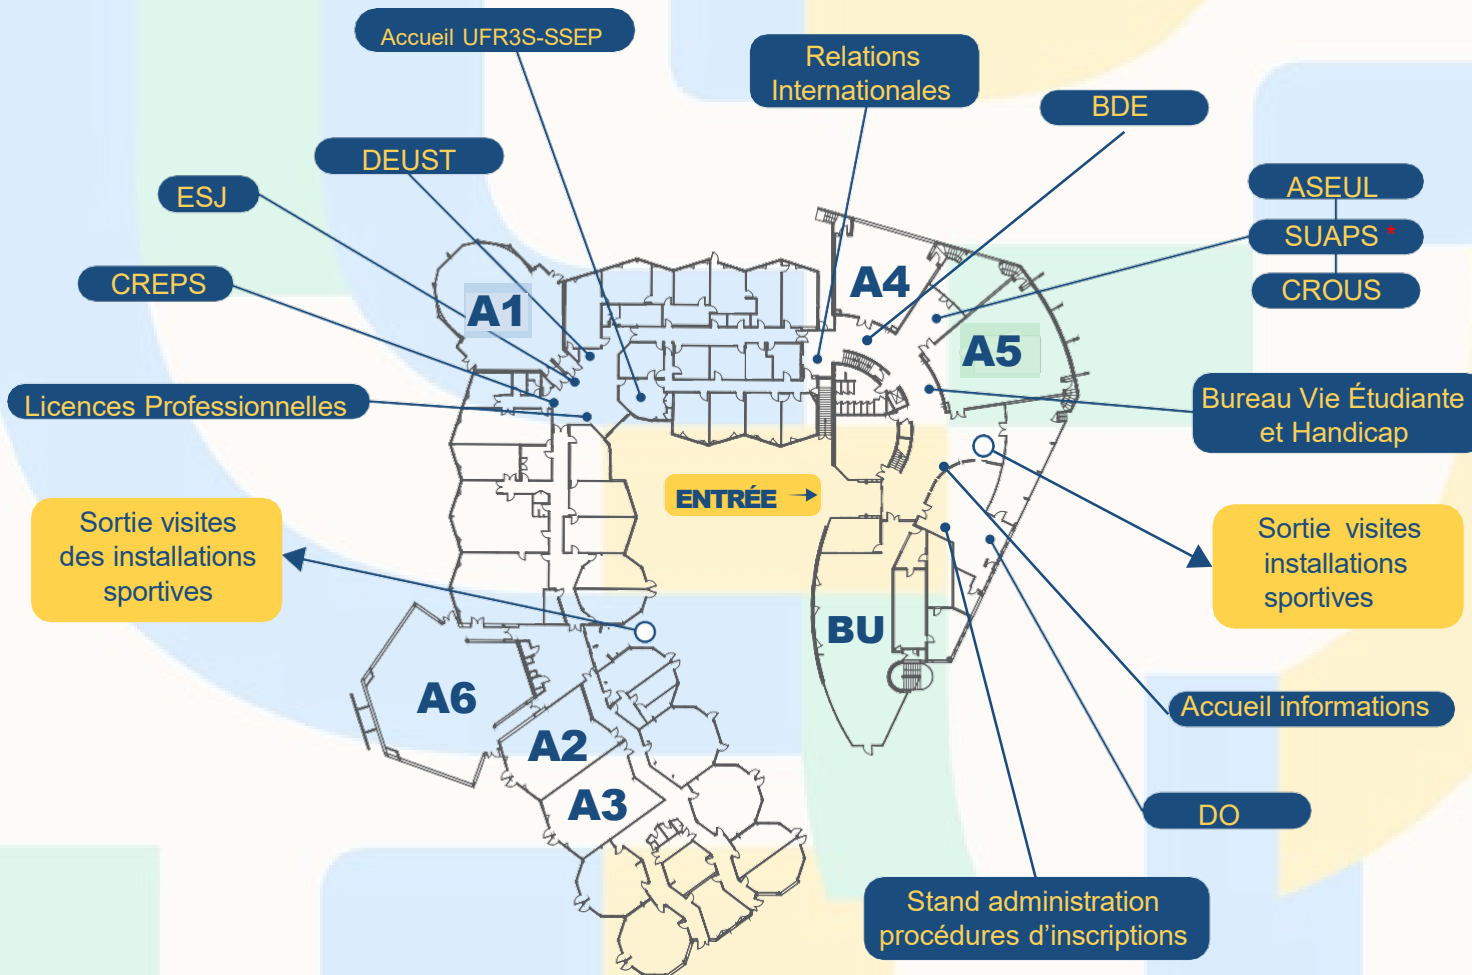 Accueil UFR3S-SSEP
Relations
Internationales
BDE
DEUST
ESJ
ASEUL
SUAPS *
CROUS
CREPS
A1
A4
A5
Licences Professionnelles
Bureau Vie Étudiante
et Handicap
ENTRÉE
Sortie visites
des installations
sportives
Sortie visites
installations
sportives
BU
A6
A2
A3
Accueil informations
DO
Stand administration
procédures d’inscriptions